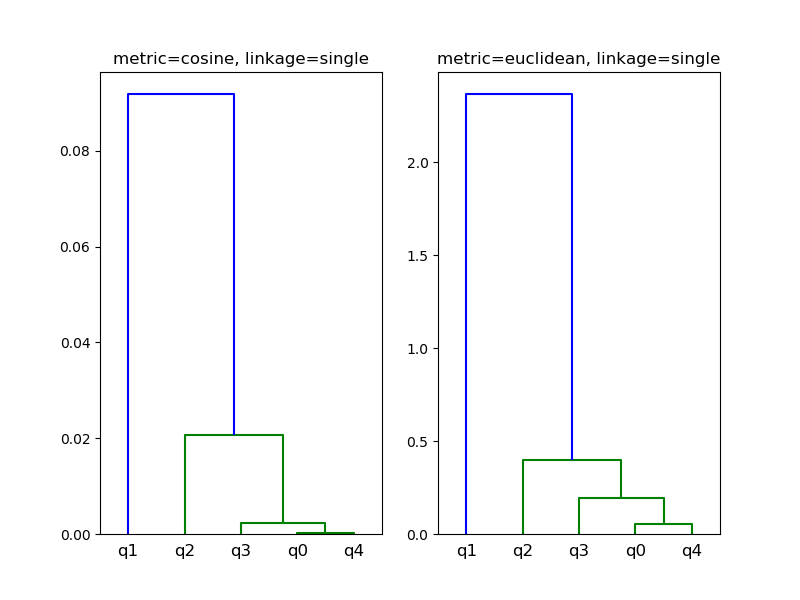 metric=cosine, linkage=single
0.08
0.06
0.04
0.02
0.00
q1 q2 q3 q0 q4
metric=euclidean, linkage=single
2.0
1.5
1.0
0.5
0.0
q1 q2 q3 q0 q4